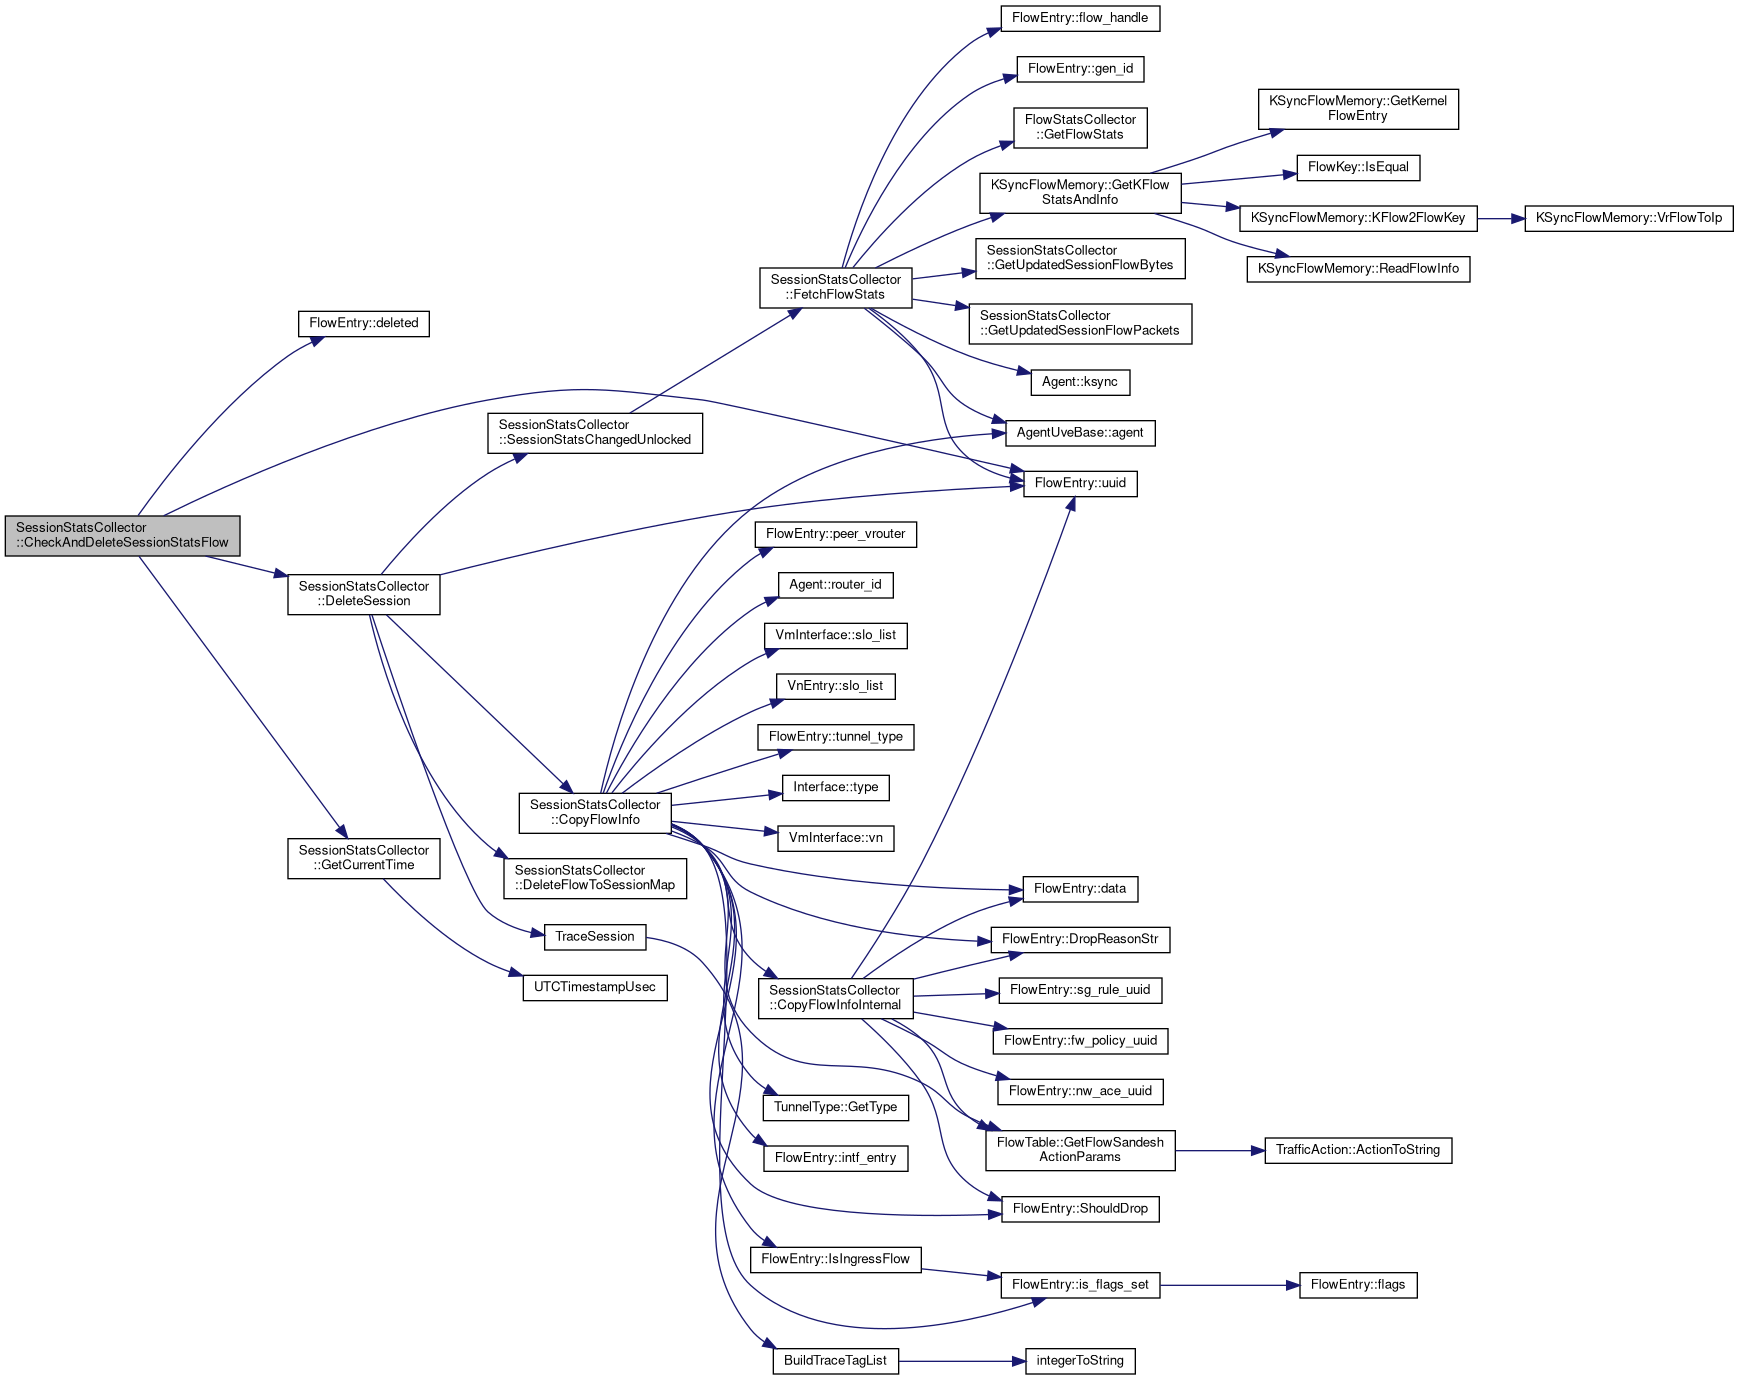 FlowEntry::flow_handle
FlowEntry::gen_id
FlowStatsCollector
::GetFlowStats
KSyncFlowMemory::GetKernel
FlowEntry
FlowKey::IsEqual
KSyncFlowMemory::GetKFlow
StatsAndInfo
KSyncFlowMemory::KFlow2FlowKey
KSyncFlowMemory::VrFlowToIp
KSyncFlowMemory::ReadFlowInfo
SessionStatsCollector
::GetUpdatedSessionFlowBytes
SessionStatsCollector
::FetchFlowStats
SessionStatsCollector
::GetUpdatedSessionFlowPackets
FlowEntry::deleted
Agent::ksync
SessionStatsCollector
::SessionStatsChangedUnlocked
AgentUveBase::agent
FlowEntry::uuid
SessionStatsCollector
::CheckAndDeleteSessionStatsFlow
FlowEntry::peer_vrouter
SessionStatsCollector
::DeleteSession
Agent::router_id
VmInterface::slo_list
VnEntry::slo_list
FlowEntry::tunnel_type
Interface::type
SessionStatsCollector
::CopyFlowInfo
VmInterface::vn
SessionStatsCollector
::GetCurrentTime
SessionStatsCollector
::DeleteFlowToSessionMap
FlowEntry::data
TraceSession
FlowEntry::DropReasonStr
UTCTimestampUsec
SessionStatsCollector
::CopyFlowInfoInternal
FlowEntry::sg_rule_uuid
FlowEntry::fw_policy_uuid
FlowEntry::nw_ace_uuid
TunnelType::GetType
FlowEntry::intf_entry
FlowTable::GetFlowSandesh
ActionParams
TrafficAction::ActionToString
FlowEntry::ShouldDrop
FlowEntry::IsIngressFlow
FlowEntry::is_flags_set
FlowEntry::flags
BuildTraceTagList
integerToString